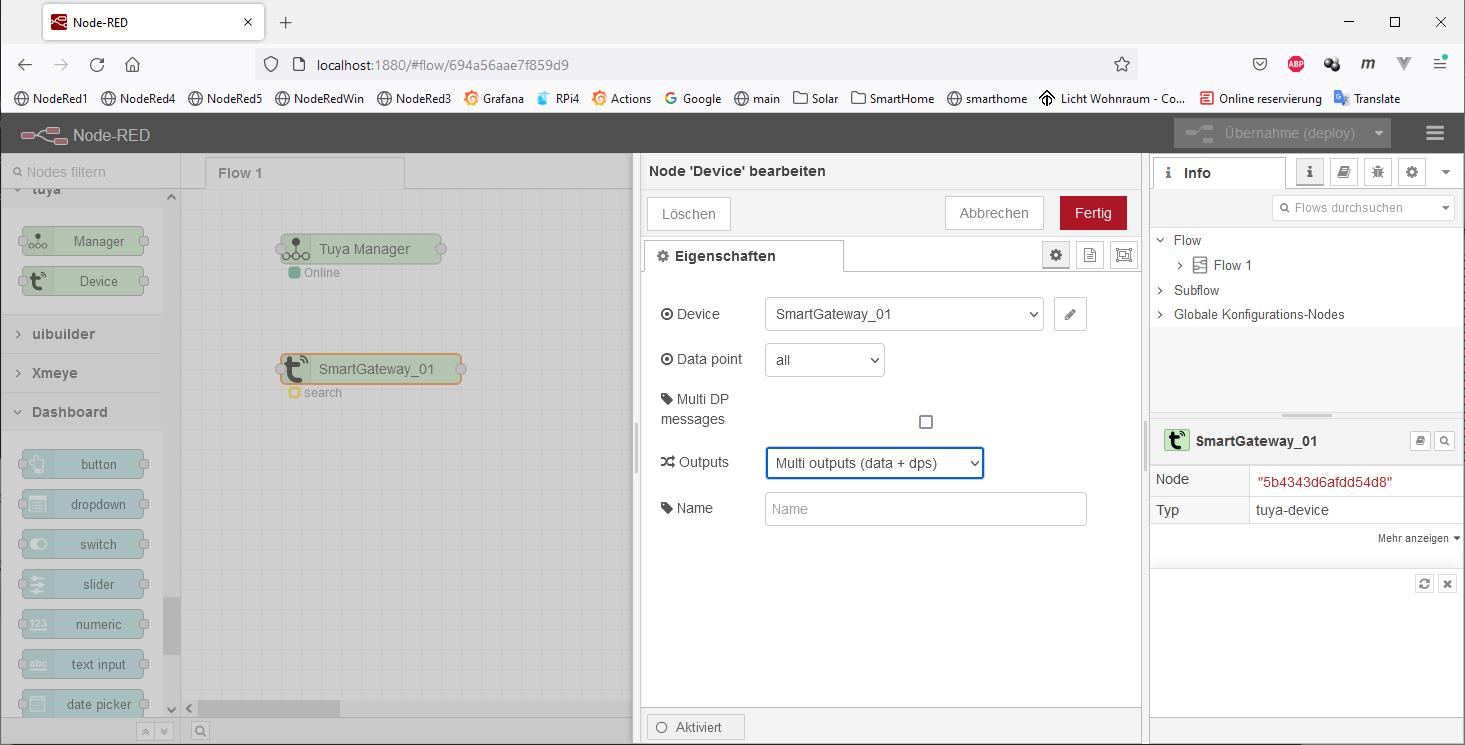 Node-RED
localhost:1880/#flow/694a56aae7f859d9
ABP
m
NodeRed1
NodeRed4
NodeRed5
NodeRedWin
NodeRed3
Grafana
RPi4
Actions
Google
main
Solar
SmartHome
smarthome
Licht Wohnraum - Co...
Online reservierung
Translate
Node-RED
Übernahme (deploy)
Nodes filtern
tuya
Manager
Device
uibuilder
Xmeye
Dashboard
button
dropdown
switch
slider
123
numeric
abc
text input
date picker
Flow 1
Tuya Manager
Online
SmartGateway_01
search
Node 'Device' bearbeiten
Löschen
Abbrechen
Fertig
Eigenschaften
Device
SmartGateway_01
Data point
all
Multi DP
messages
Outputs
Multi outputs (data + dps)
Name
Name
Aktiviert
i
Info
i
Flows durchsuchen
Flow
Flow 1
Subflow
Globale Konfigurations-Nodes
SmartGateway_01
Node
"5b4343d6afdd54d8"
Typ
tuya-device
Mehr anzeigen